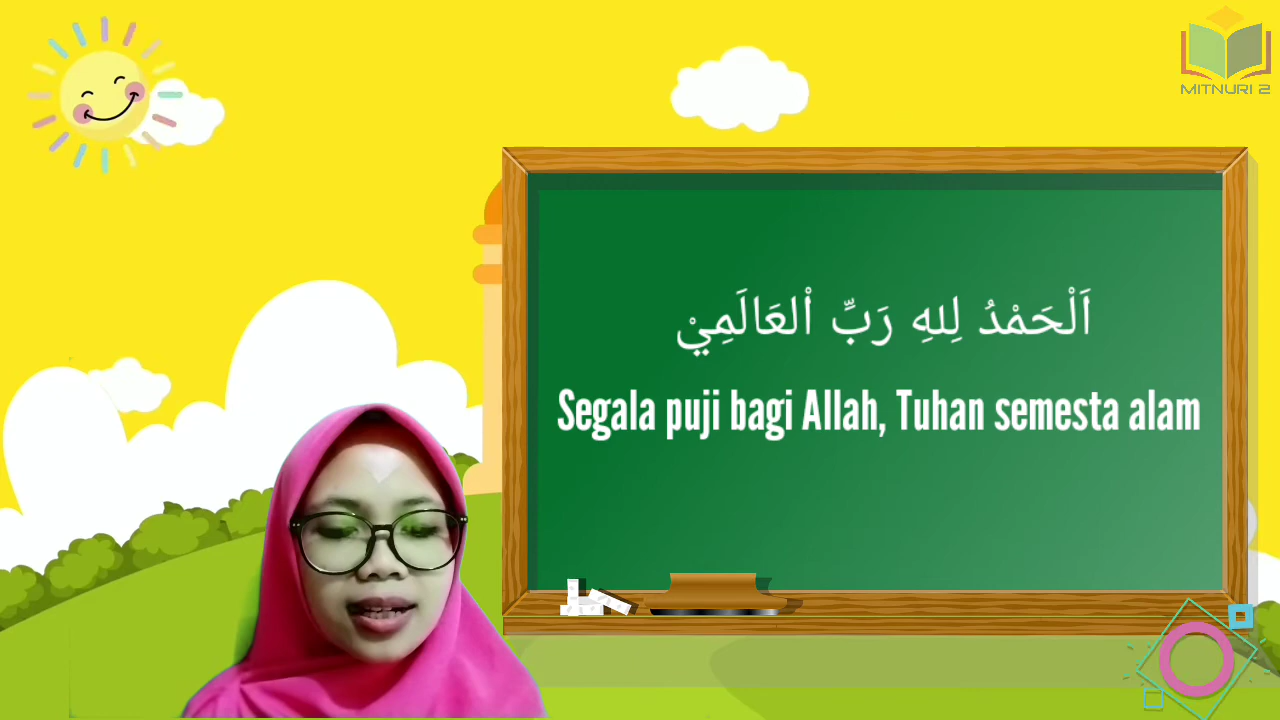 MITNURI 2
اَلْحَمْدُ لِلهِ رَبِّ اْلعَالَمِيْ
Segala puji bagi Allah, Tuhan semesta alam